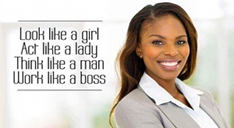 Look like a girl
Act like a lady
Think like a man
Work like a boss